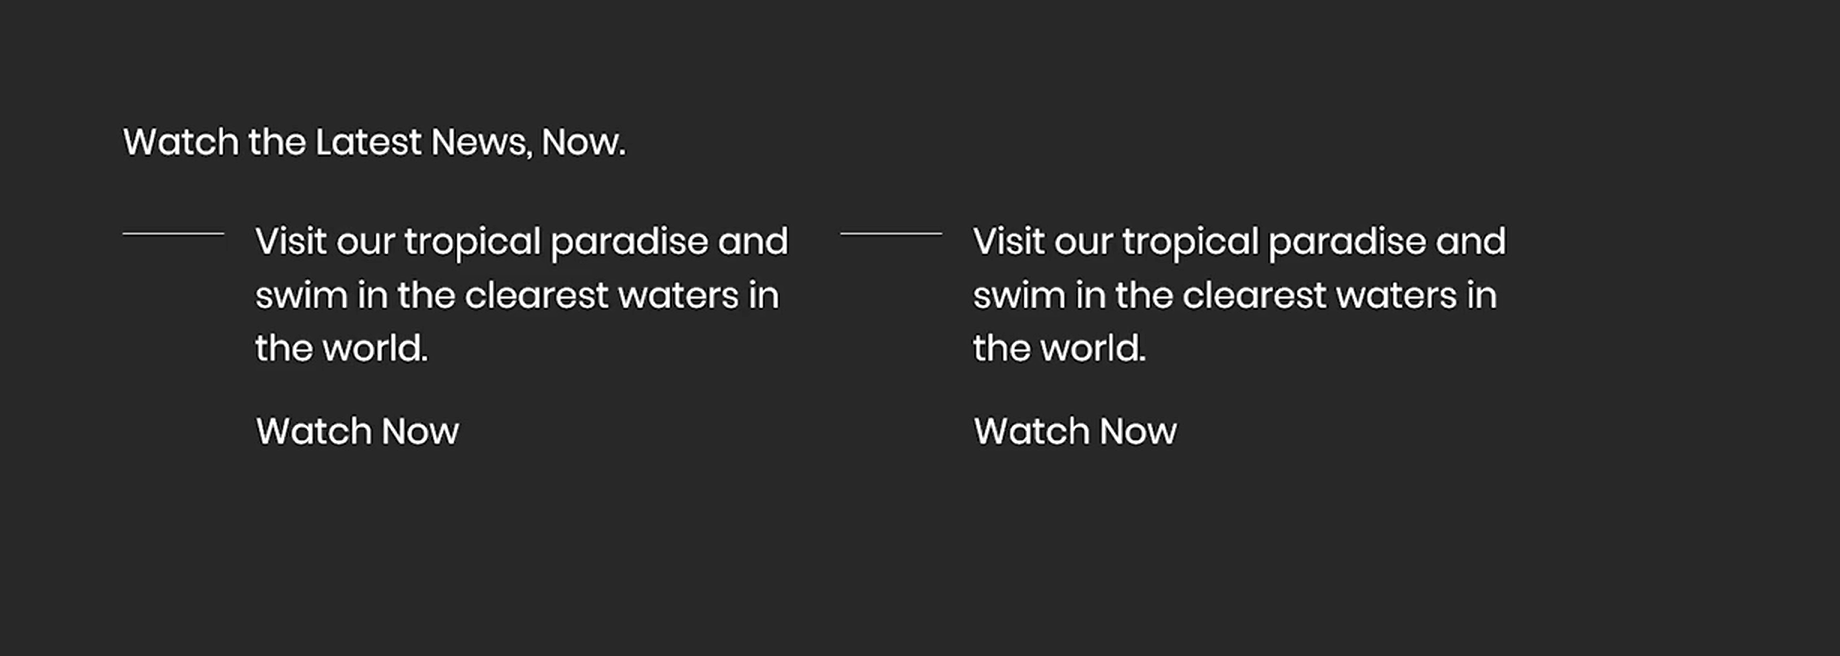 Watch the Latest News, Now.
Visit our tropical paradise and
swim in the clearest waters in
the world.
Watch Now
Visit our tropical paradise and
swim in the clearest waters in
the world.
Watch Now